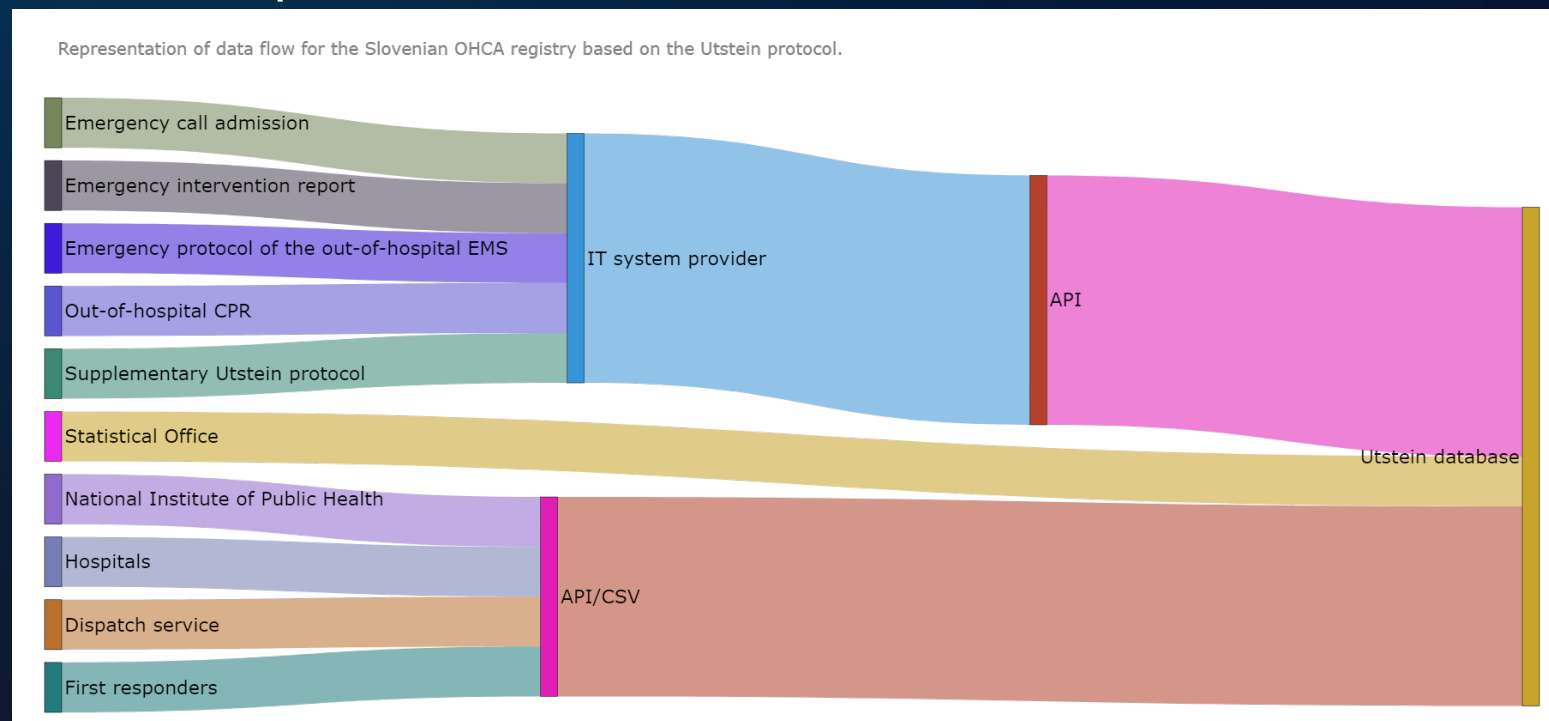 Representation of data flow for the Slovenian OHCA registry based on the Utstein protocol.
Emergency call admission
Emergency intervention report
Emergency protocol of the out-of-hospital EMS
Out-of-hospital CPR
Supplementary Utstein protocol
Statistical Office
National Institute of Public Health
Hospitals
Dispatch service
First responders
IT system provider
API/CSV
API
Utstein database